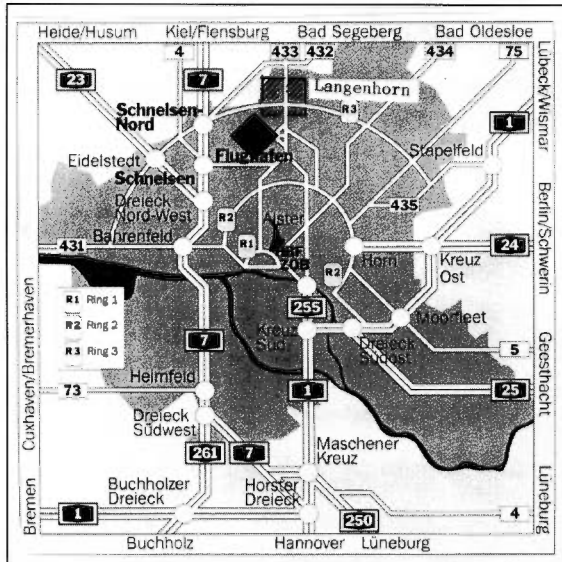 Heide/Husum Kiel/Flensburg Bad Segeberg Bad Oldesloe
4 433 432 434 75
23 7
Langenhorn
R3
Lübeck/Wismar
Schnelsen-
Nord
1
Flughafen
Eidelstedt
Stapelfeld
Schnelsen
Dreieck
Nord-West
R2
Alster
435
Berlin/Schwerin
431
Bahrenfeld
R1
BF
ZOB
R2
Horn
Kreuz
Ost
24
R1 Ring 1
R2 Ring 2
R3 Ring 3
255
Moorfleet
Kreuz
Süd
Dreieck
Südost
7
5
Cuxhaven/Bremerhaven
Geesthacht
73
Heimfeld
1
25
Dreieck
Südwest
261
7
Maschener
Kreuz
Buchholzer
Dreieck
Horster
Dreieck
Bremen
1
4
250
Lüneburg
Buchholz Hannover Lüneburg